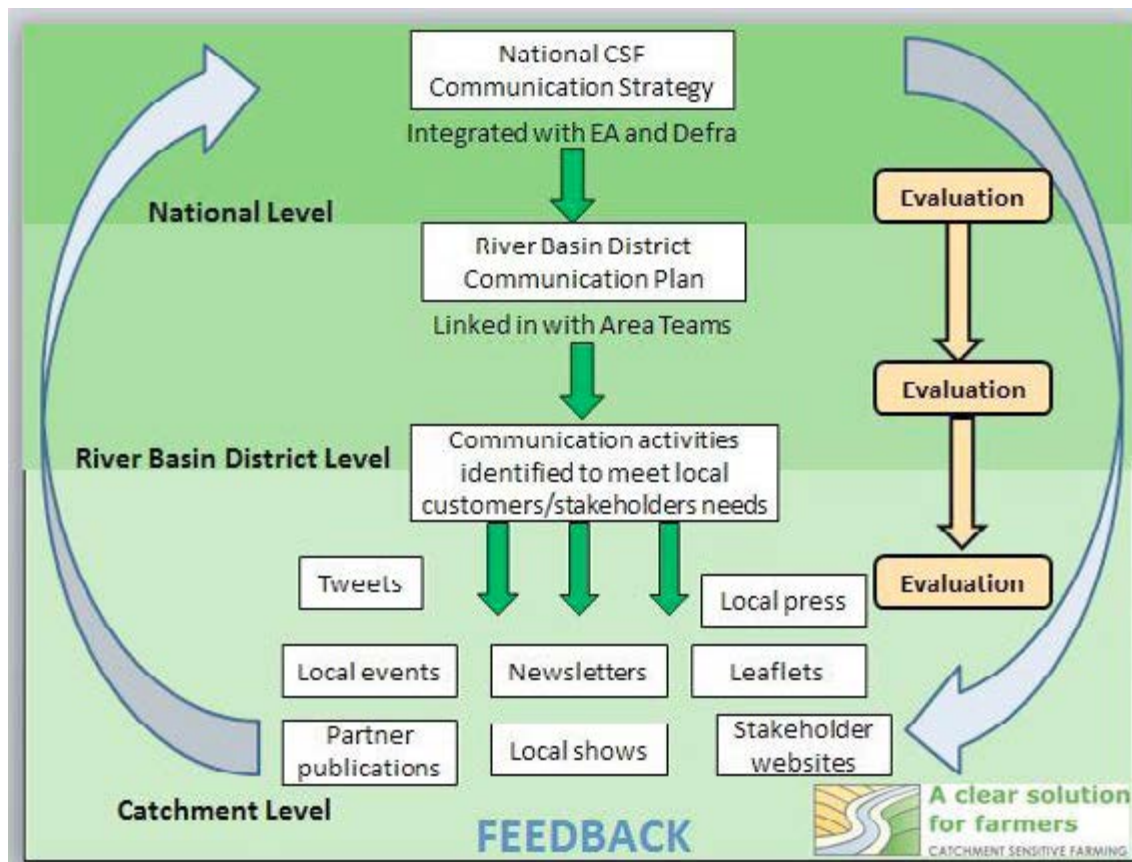 National CSF
Communication Strategy
Integrated with EA and Defra
National Level
Evaluation
River Basin District
Communication Plan
Linked in with Area Teams
Evaluation
River Basin District Level
Communication activities
identified to meet local
customers/stakeholders needs
Tweets
Local press
Evaluation
Local events
Newsletters
Leaflets
Partner
publications
Local shows
Stakeholder
websites
Catchment Level
FEEDBACK
A clear solution
for farmers
CATCHMENT SENSITIVE FARMING